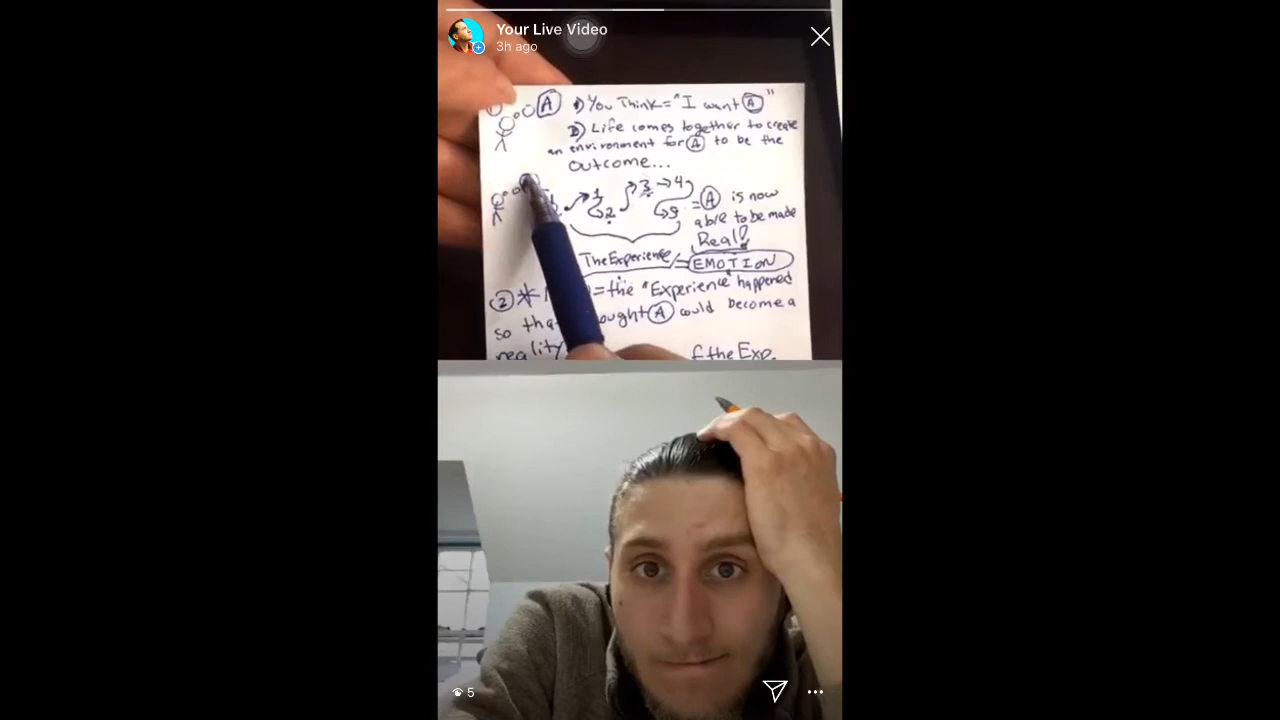 Your Live Video
3h ago
A 1) You Think = "I want A"
2) Life comes together to create
an environment for A to be the
outcome...
1 2 3 → 4
5 = A is now
able to be made
Real!
The Experience = EMOTION
2 * = the "Experience" happened
so ought A could become a
reality
f the Exp.
5